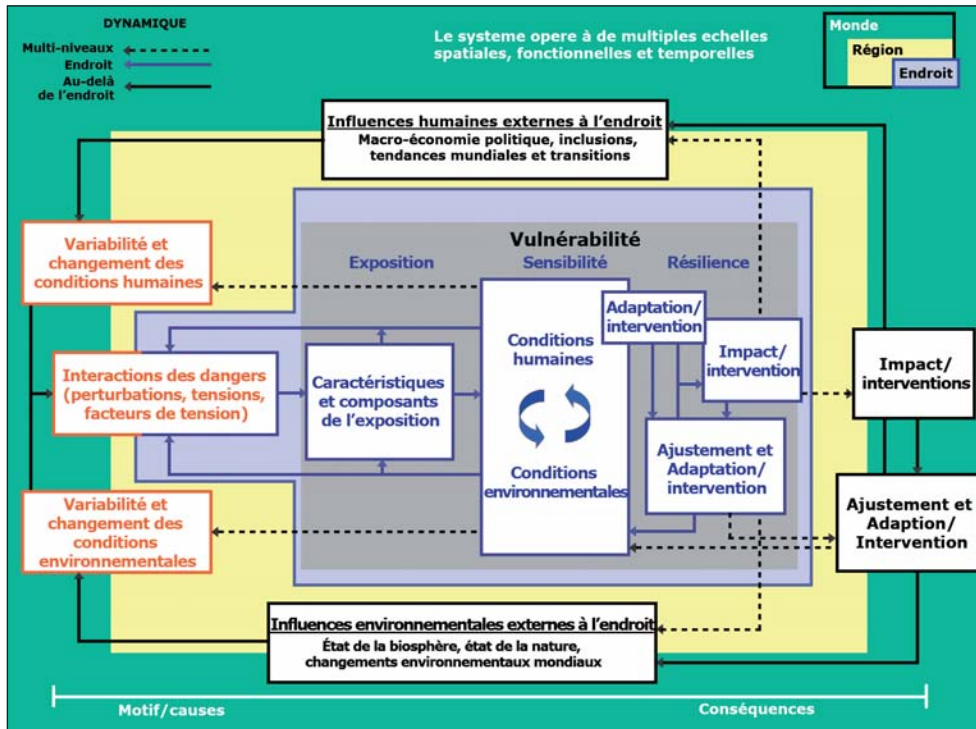 DYNAMIQUE
Multi-niveaux
Endroit
Au-delà
de l’endroit
Le systeme opere à de multiples echelles
spatiales, fonctionnelles et temporelles
Monde
Région
Endroit
Influences humaines externes à l’endroit
Macro-économie politique, inclusions,
tendances mundiales et transitions
Variabilité et
changement des
conditions humaines
Vulnérabilité
Exposition
Sensibilité
Résilience
Adaptation/
intervention
Interactions des dangers
(perturbations, tensions,
facteurs de tension)
Caractéristiques
et composants
de l’exposition
Conditions
humaines
Conditions
environnementales
Impact/
intervention
Ajustement et
Adaptation/
intervention
Impact/
interventions
Ajustement et
Adaption/
Intervention
Variabilité et
changement des
conditions
environnementales
Influences environnementales externes à l’endroit
État de la biosphère, état de la nature,
changements environmentaux mondiaux
Motif/causes
Conséquences